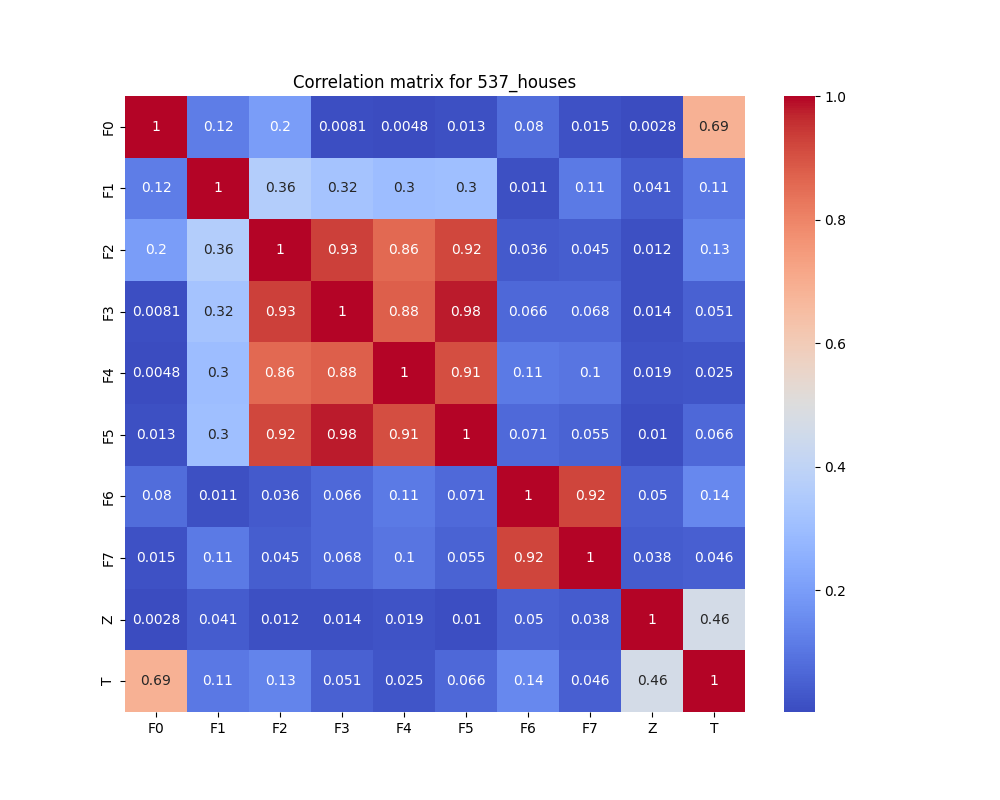 Correlation matrix for 537_houses
F0 1 0.12 0.2 0.0081 0.0048 0.013 0.08 0.015 0.0028 0.69
F1 0.12 1 0.36 0.32 0.3 0.3 0.011 0.11 0.041 0.11
F2 0.2 0.36 1 0.93 0.86 0.92 0.036 0.045 0.012 0.13
F3 0.0081 0.32 0.93 1 0.88 0.98 0.066 0.068 0.014 0.051
F4 0.0048 0.3 0.86 0.88 1 0.91 0.11 0.1 0.019 0.025
F5 0.013 0.3 0.92 0.98 0.91 1 0.071 0.055 0.01 0.066
F6 0.08 0.011 0.036 0.066 0.11 0.071 1 0.92 0.05 0.14
F7 0.015 0.11 0.045 0.068 0.1 0.055 0.92 1 0.038 0.046
Z 0.0028 0.041 0.012 0.014 0.019 0.01 0.05 0.038 1 0.46
T 0.69 0.11 0.13 0.051 0.025 0.066 0.14 0.046 0.46 1
F0 F1 F2 F3 F4 F5 F6 F7 Z T
1.0
0.8
0.6
0.4
0.2